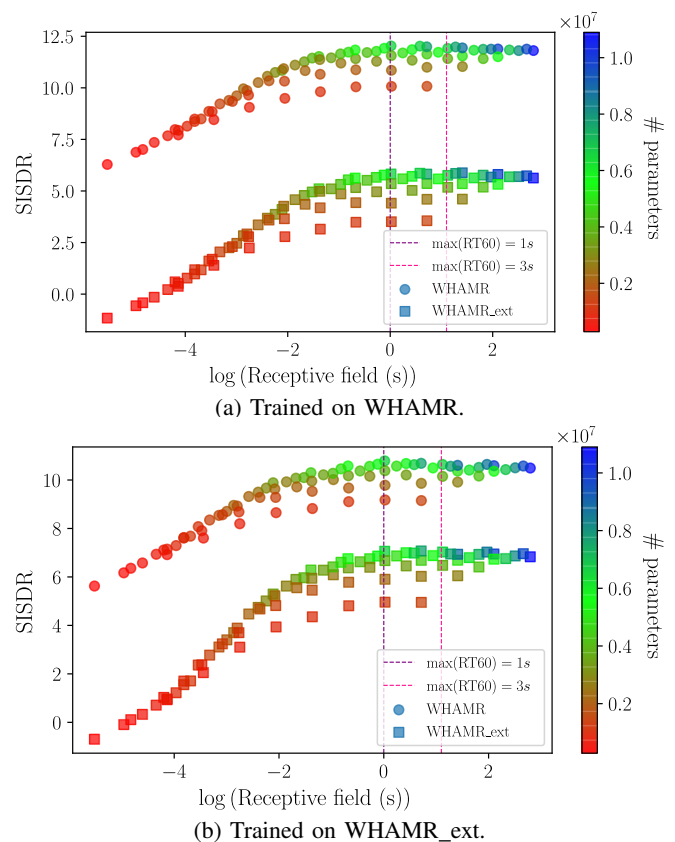 ×10⁷
12.5
10.0
7.5
5.0
2.5
0.0
SISDR
max(RT60) = 1s
max(RT60) = 3s
WHAMR
WHAMR_ext
−4
−2
0
2
log (Receptive field (s))
1.0
0.8
0.6
0.4
0.2
# parameters
(a) Trained on WHAMR.
×10⁷
10
8
6
4
2
0
SISDR
max(RT60) = 1s
max(RT60) = 3s
WHAMR
WHAMR_ext
−4
−2
0
2
log (Receptive field (s))
1.0
0.8
0.6
0.4
0.2
# parameters
(b) Trained on WHAMR_ext.